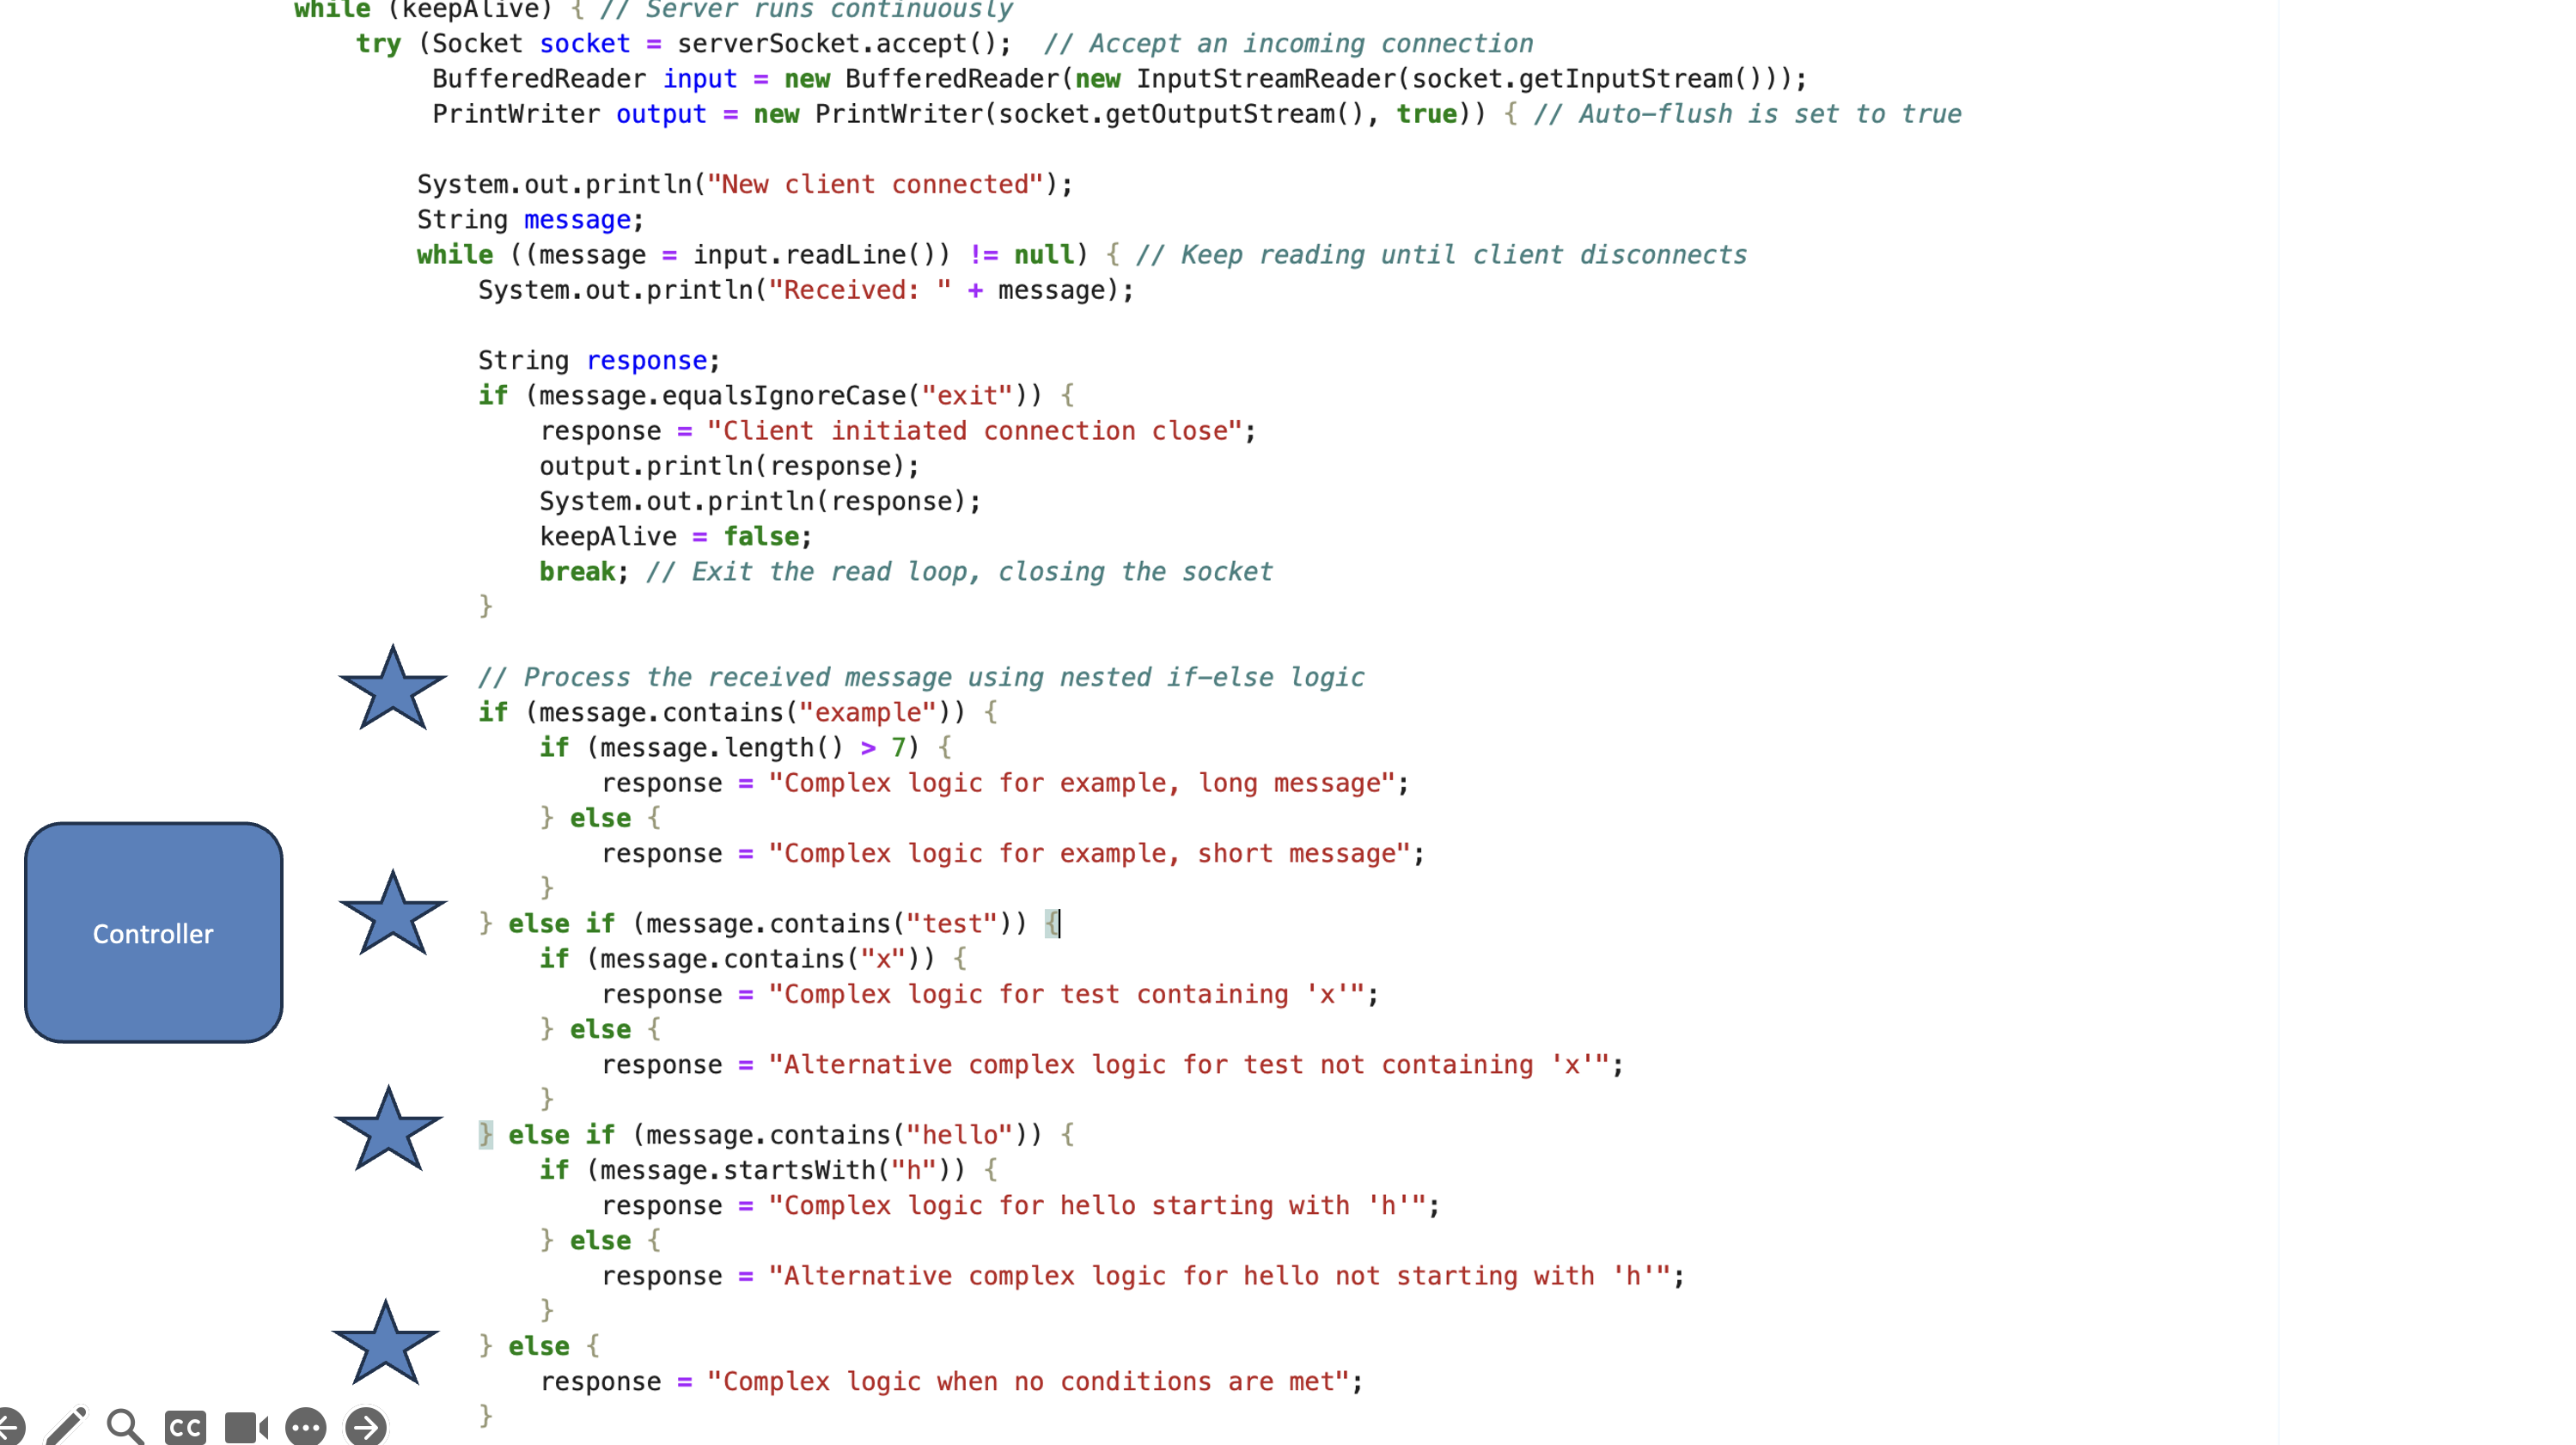 while (keepAlive) { // Server runs continuously
try (Socket socket = serverSocket.accept();  // Accept an incoming connection
BufferedReader input = new BufferedReader(new InputStreamReader(socket.getInputStream()));
PrintWriter output = new PrintWriter(socket.getOutputStream(), true)) { // Auto-flush is set to true
System.out.println("New client connected");
String message;
while ((message = input.readLine()) != null) { // Keep reading until client disconnects
System.out.println("Received: " + message);
String response;
if (message.equalsIgnoreCase("exit")) {
response = "Client initiated connection close";
output.println(response);
System.out.println(response);
keepAlive = false;
break; // Exit the read loop, closing the socket
}
// Process the received message using nested if-else logic
if (message.contains("example")) {
if (message.length() > 7) {
response = "Complex logic for example, long message";
} else {
response = "Complex logic for example, short message";
}
} else if (message.contains("test")) {
if (message.contains("x")) {
response = "Complex logic for test containing 'x'";
} else {
response = "Alternative complex logic for test not containing 'x'";
}
} else if (message.contains("hello")) {
if (message.startsWith("h")) {
response = "Complex logic for hello starting with 'h'";
} else {
response = "Alternative complex logic for hello not starting with 'h'";
}
} else {
response = "Complex logic when no conditions are met";
}
Controller
CC